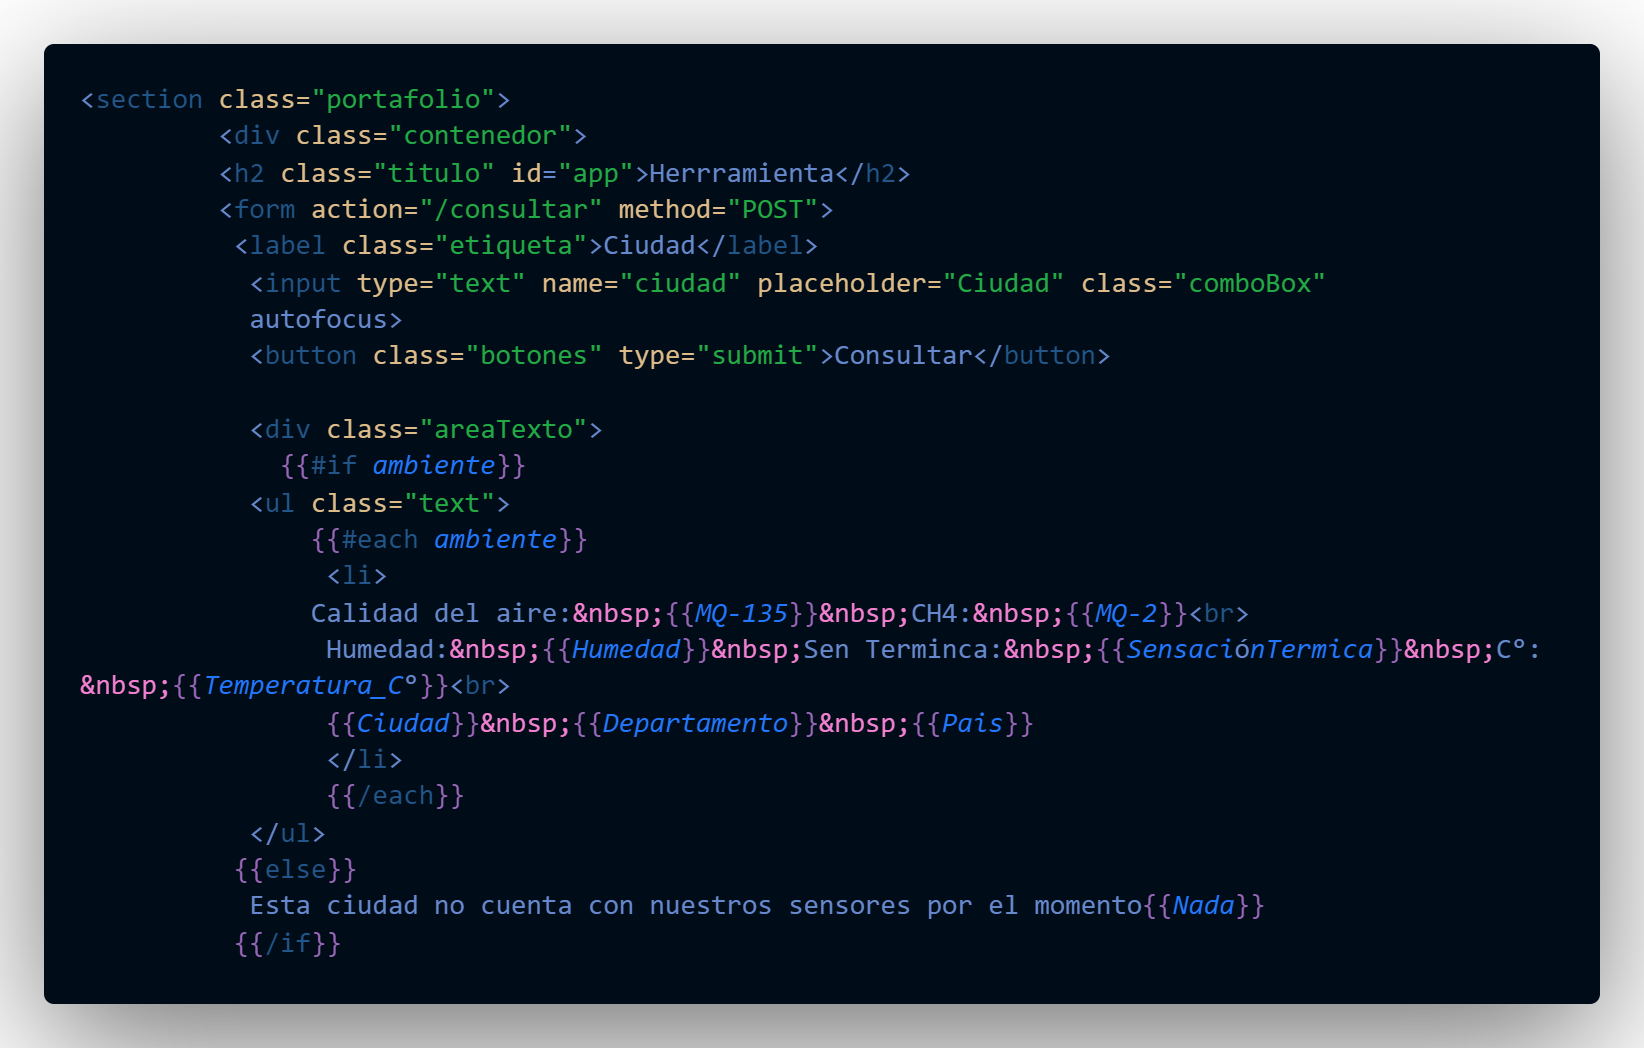 <section class="portafolio">
<div class="contenedor">
<h2 class="titulo" id="app">Herrramienta</h2>
<form action="/consultar" method="POST">
<label class="etiqueta">Ciudad</label>
<input type="text" name="ciudad" placeholder="Ciudad" class="comboBox"
autofocus>
<button class="botones" type="submit">Consultar</button>
<div class="areaTexto">
{{#if ambiente}}
<ul class="text">
{{#each ambiente}}
<li>
Calidad del aire:&nbsp;{{MQ-135}}&nbsp;CH4:&nbsp;{{MQ-2}}<br>
Humedad:&nbsp;{{Humedad}}&nbsp;Sen Terminca:&nbsp;{{SensaciónTermica}}&nbsp;Cº:
&nbsp;{{Temperatura_Cº}}<br>
{{Ciudad}}&nbsp;{{Departamento}}&nbsp;{{Pais}}
</li>
{{/each}}
</ul>
{{else}}
Esta ciudad no cuenta con nuestros sensores por el momento{{Nada}}
{{/if}}